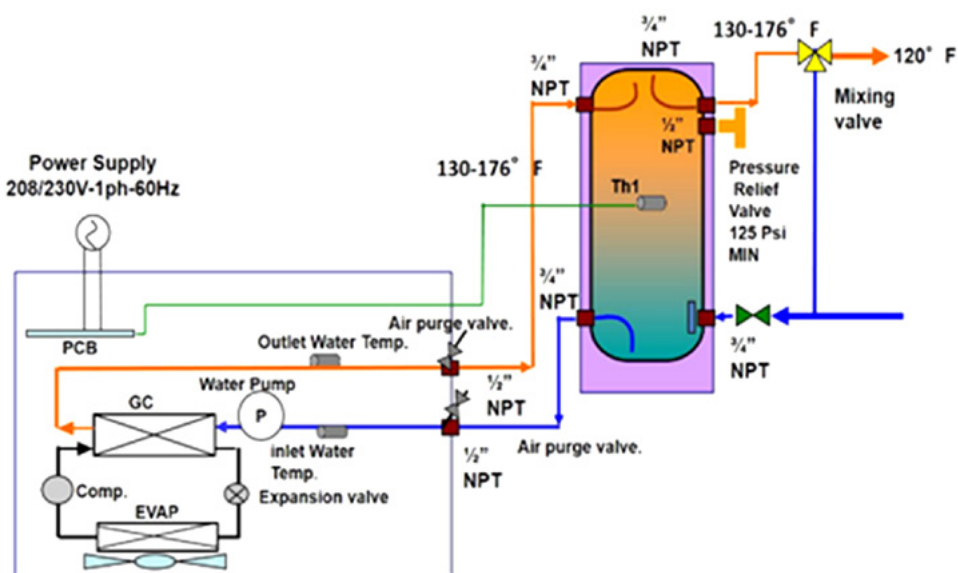 ¾”
NPT
130-176° F
120° F
Mixing
valve
¾”
NPT
½”
NPT
Pressure
Relief
Valve
125 Psi
MIN
130-176° F
Power Supply
208/230V-1ph-60Hz
Th1
¾”
NPT
PCB
Air purge valve.
Outlet Water Temp.
¾”
NPT
Water Pump
½”
NPT
GC
P
inlet Water
Temp.
½”
NPT
Air purge valve.
Comp.
Expansion valve
EVAP